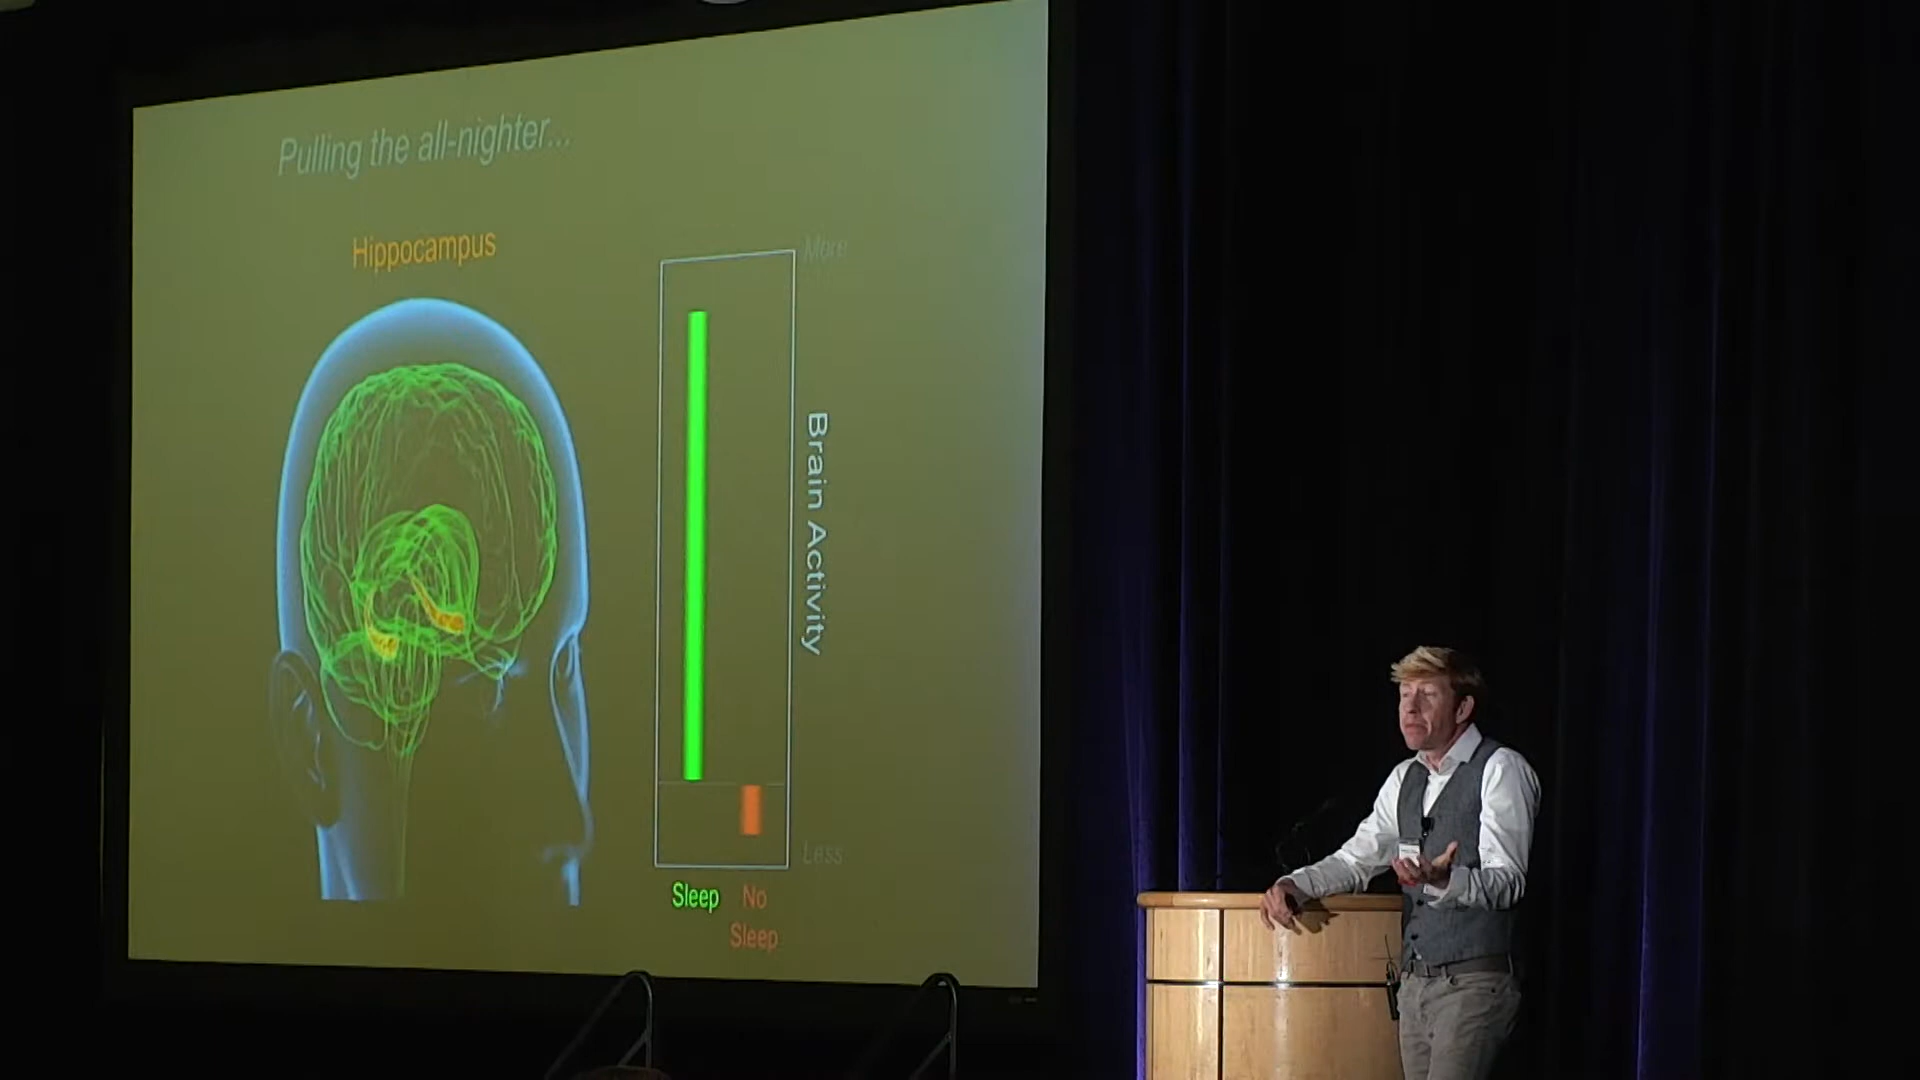 Pulling the all-nighter...
Hippocampus
More
Brain Activity
Less
Sleep
No
Sleep